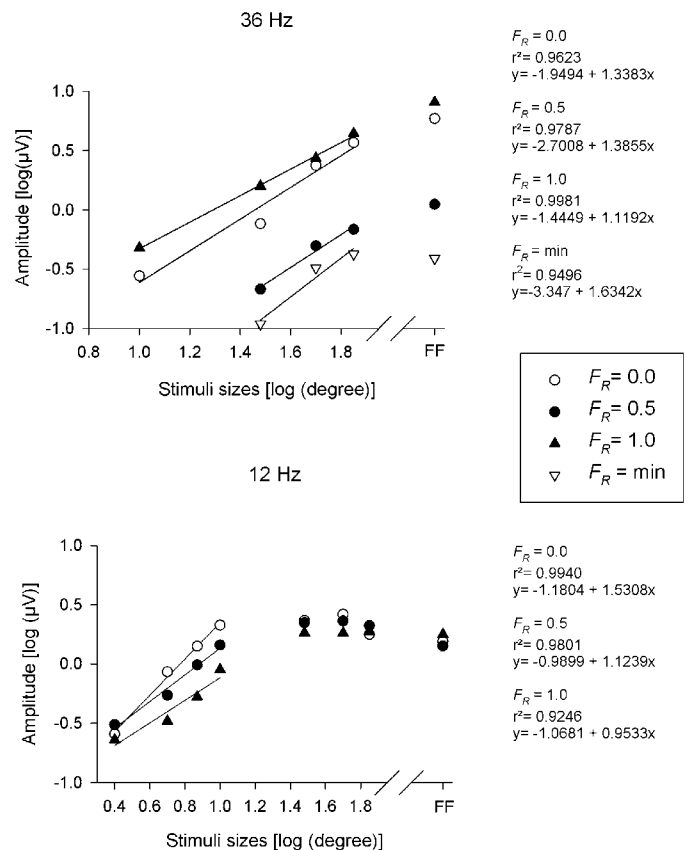 36 Hz
F_R = 0.0
r²= 0.9623
y= -1.9494 + 1.3383x
F_R = 0.5
r²= 0.9787
y= -2.7008 + 1.3855x
F_R = 1.0
r²= 0.9981
y= -1.4449 + 1.1192x
F_R = min
r²= 0.9496
y=-3.347 + 1.6342x
Amplitude [log(µV)]
1.0
0.5
0.0
-0.5
-1.0
0.8 1.0 1.2 1.4 1.6 1.8 FF
Stimuli sizes [log (degree)]
F_R= 0.0
F_R= 0.5
F_R= 1.0
F_R = min
12 Hz
F_R = 0.0
r²= 0.9940
y= -1.1804 + 1.5308x
F_R = 0.5
r²= 0.9801
y= -0.9899 + 1.1239x
F_R = 1.0
r²= 0.9246
y= -1.0681 + 0.9533x
Amplitude [log (µV)]
1.0
0.5
0.0
-0.5
-1.0
0.4 0.6 0.8 1.0 1.2 1.4 1.6 1.8 FF
Stimuli sizes [log (degree)]